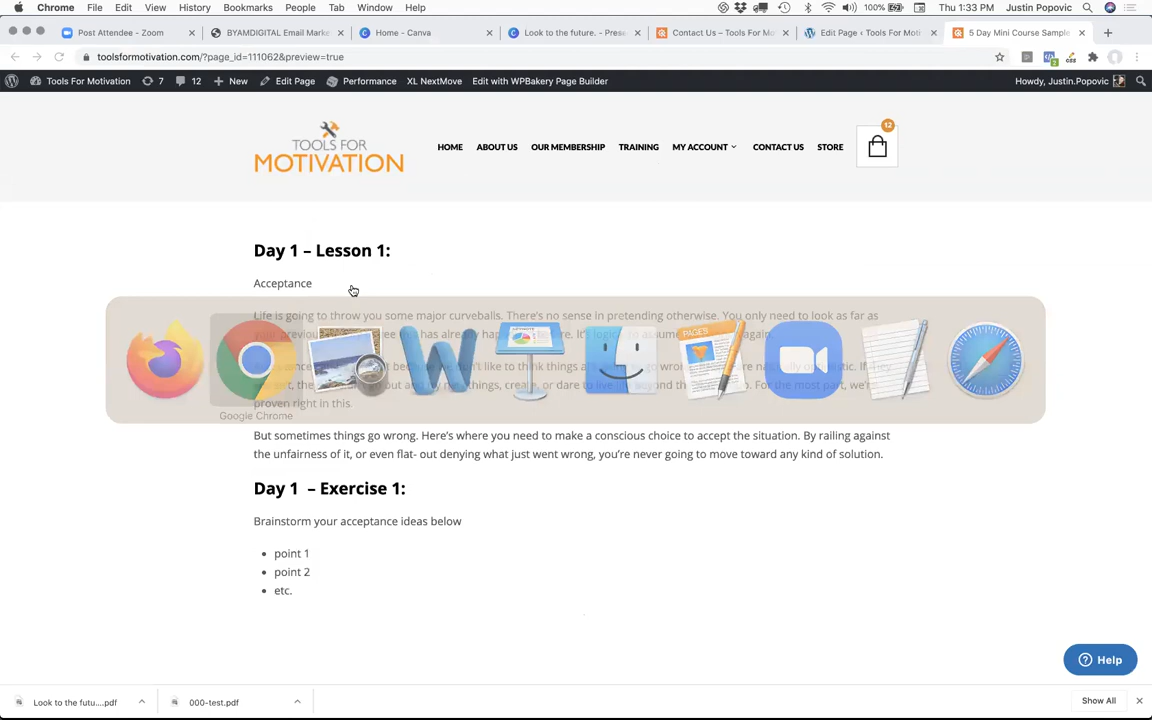 Chrome File Edit View History Bookmarks People Tab Window Help 100% Thu 1:33 PM Justin Popovic
Post Attendee - Zoom BYAMDIGITAL Email Marke Home - Canva Look to the future. - Prese Contact Us – Tools For Mo Edit Page ‹ Tools For Moti 5 Day Mini Course Sample
toolsformotivation.com/?page_id=111062&preview=true
Tools For Motivation 7 12 New Edit Page Performance XL NextMove Edit with WPBakery Page Builder Howdy, Justin.Popovic
TOOLS FOR
MOTIVATION
HOME ABOUT US OUR MEMBERSHIP TRAINING MY ACCOUNT CONTACT US STORE 12
Day 1 – Lesson 1:
Acceptance
Life is going to throw you some major curveballs. There's no sense in pretending otherwise. You only need to look as far as
PAGES
Google Chrome
proven right in this
But sometimes things go wrong. Here's where you need to make a conscious choice to accept the situation. By railing against
the unfairness of it, or even flat- out denying what just went wrong, you're never going to move toward any kind of solution.
Day 1 – Exercise 1:
Brainstorm your acceptance ideas below
point 1
point 2
etc.
Help
Look to the futu....pdf 000-test.pdf Show All